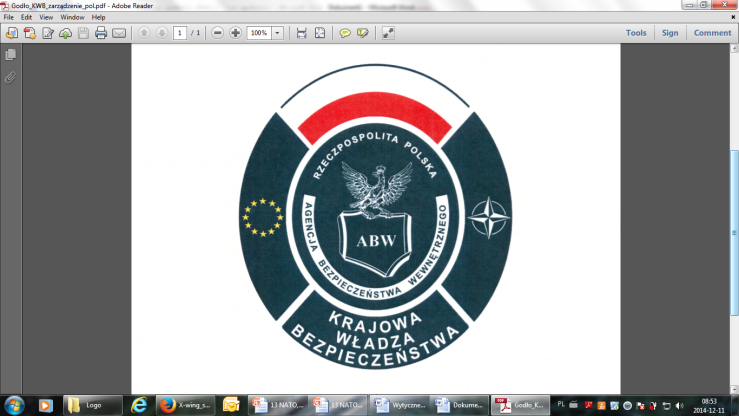 Godło_KWB_zarządzenie_pol.pdf - Adobe Reader
File Edit View Window Help
1 / 1 100% Tools Sign Comment
RZECZPOSPOLITA POLSKA
ABW
AGENCJA BEZPIECZEŃSTWA WEWNĘTRZNEGO
KRAJOWA
WŁADZA
BEZPIECZEŃSTWA
Logo X-wing_s... 13 NATO,... 13 NATO... Wytyczne... Dokume... Godło_K... PL 08:53
2014-12-11